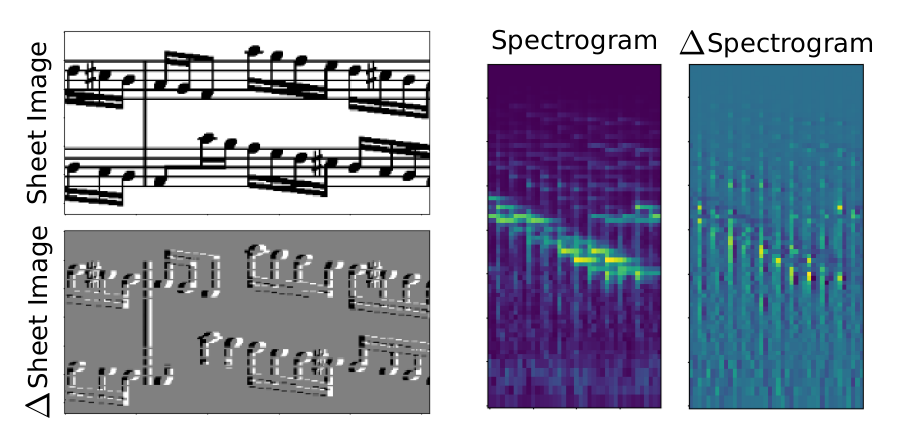 Sheet Image
Δ Sheet Image
Spectrogram
ΔSpectrogram